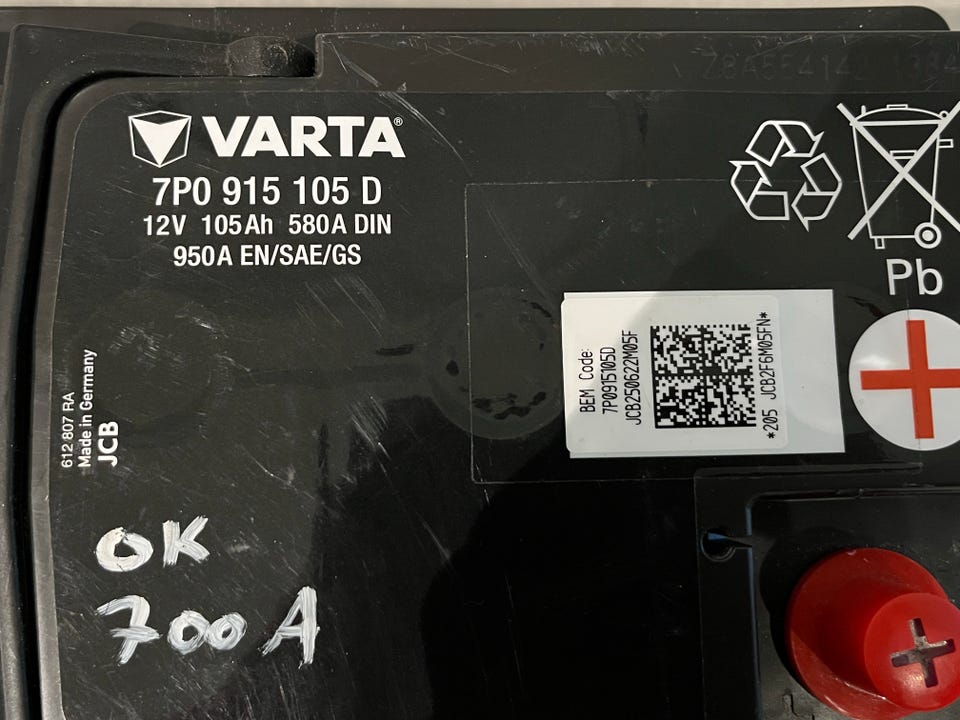 VARTA®
7P0 915 105 D
12V 105Ah 580A DIN
950A EN/SAE/GS
Pb
BEM Code:
7P0915105D
JCB250622M05F
*205 JCB2F6M05FN*
612 807 RA
Made in Germany
JCB
OK
700 A